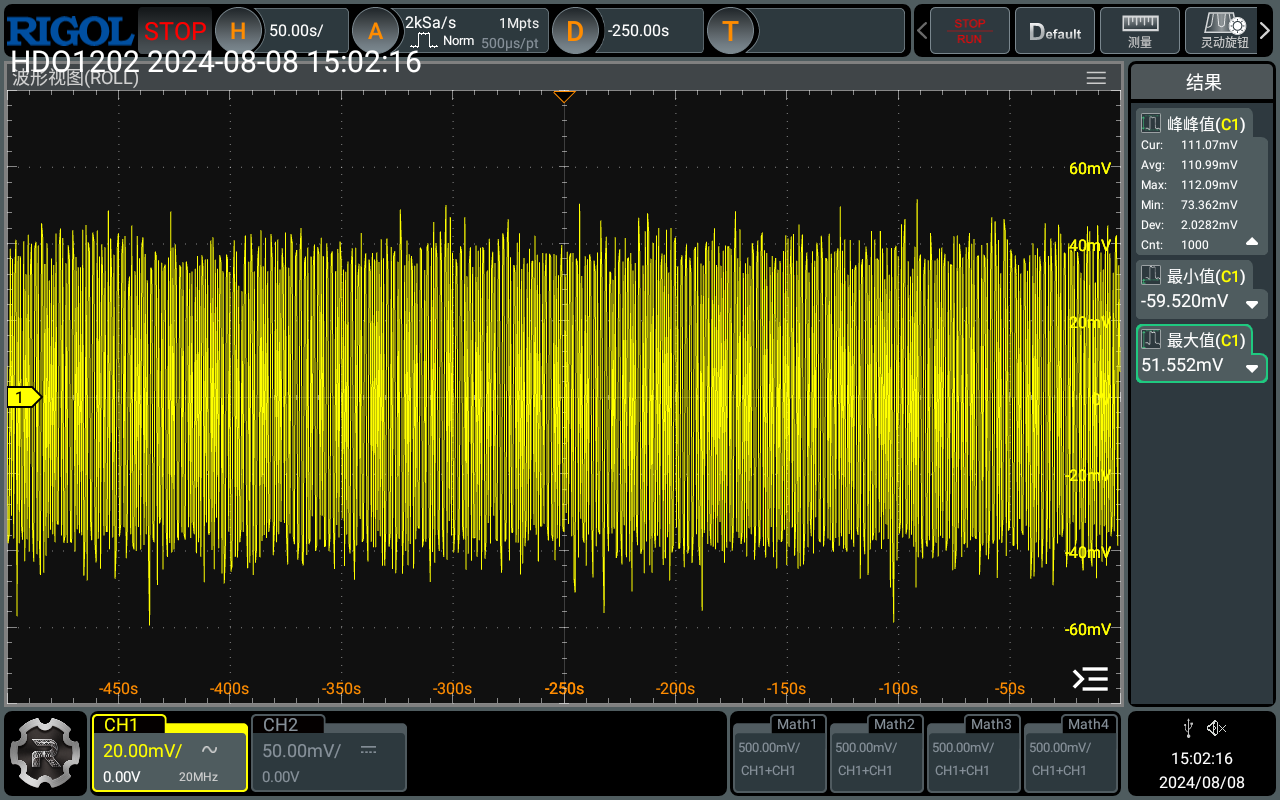 RIGOL STOP H 50.00s/ A 2kSa/s 1Mpts D -250.00s T STOP RUN Default 测量 灵动旋钮
Norm 500μs/pt
HDO1202 2024-08-08 15:02:16
波形视图(ROLL)
结果
峰峰值(C1)
Cur: 111.07mV
Avg: 110.99mV
Max: 112.09mV
Min: 73.362mV
Dev: 2.0282mV
Cnt: 1000
最小值(C1)
-59.520mV
最大值(C1)
51.552mV
60mV
40mV
20mV
0V
-20mV
-40mV
-60mV
1
-450s -400s -350s -300s -250s -200s -150s -100s -50s
CH1
20.00mV/
0.00V 20MHz
CH2
50.00mV/
0.00V
Math1
500.00mV/
CH1+CH1
Math2
500.00mV/
CH1+CH1
Math3
500.00mV/
CH1+CH1
Math4
500.00mV/
CH1+CH1
15:02:16
2024/08/08